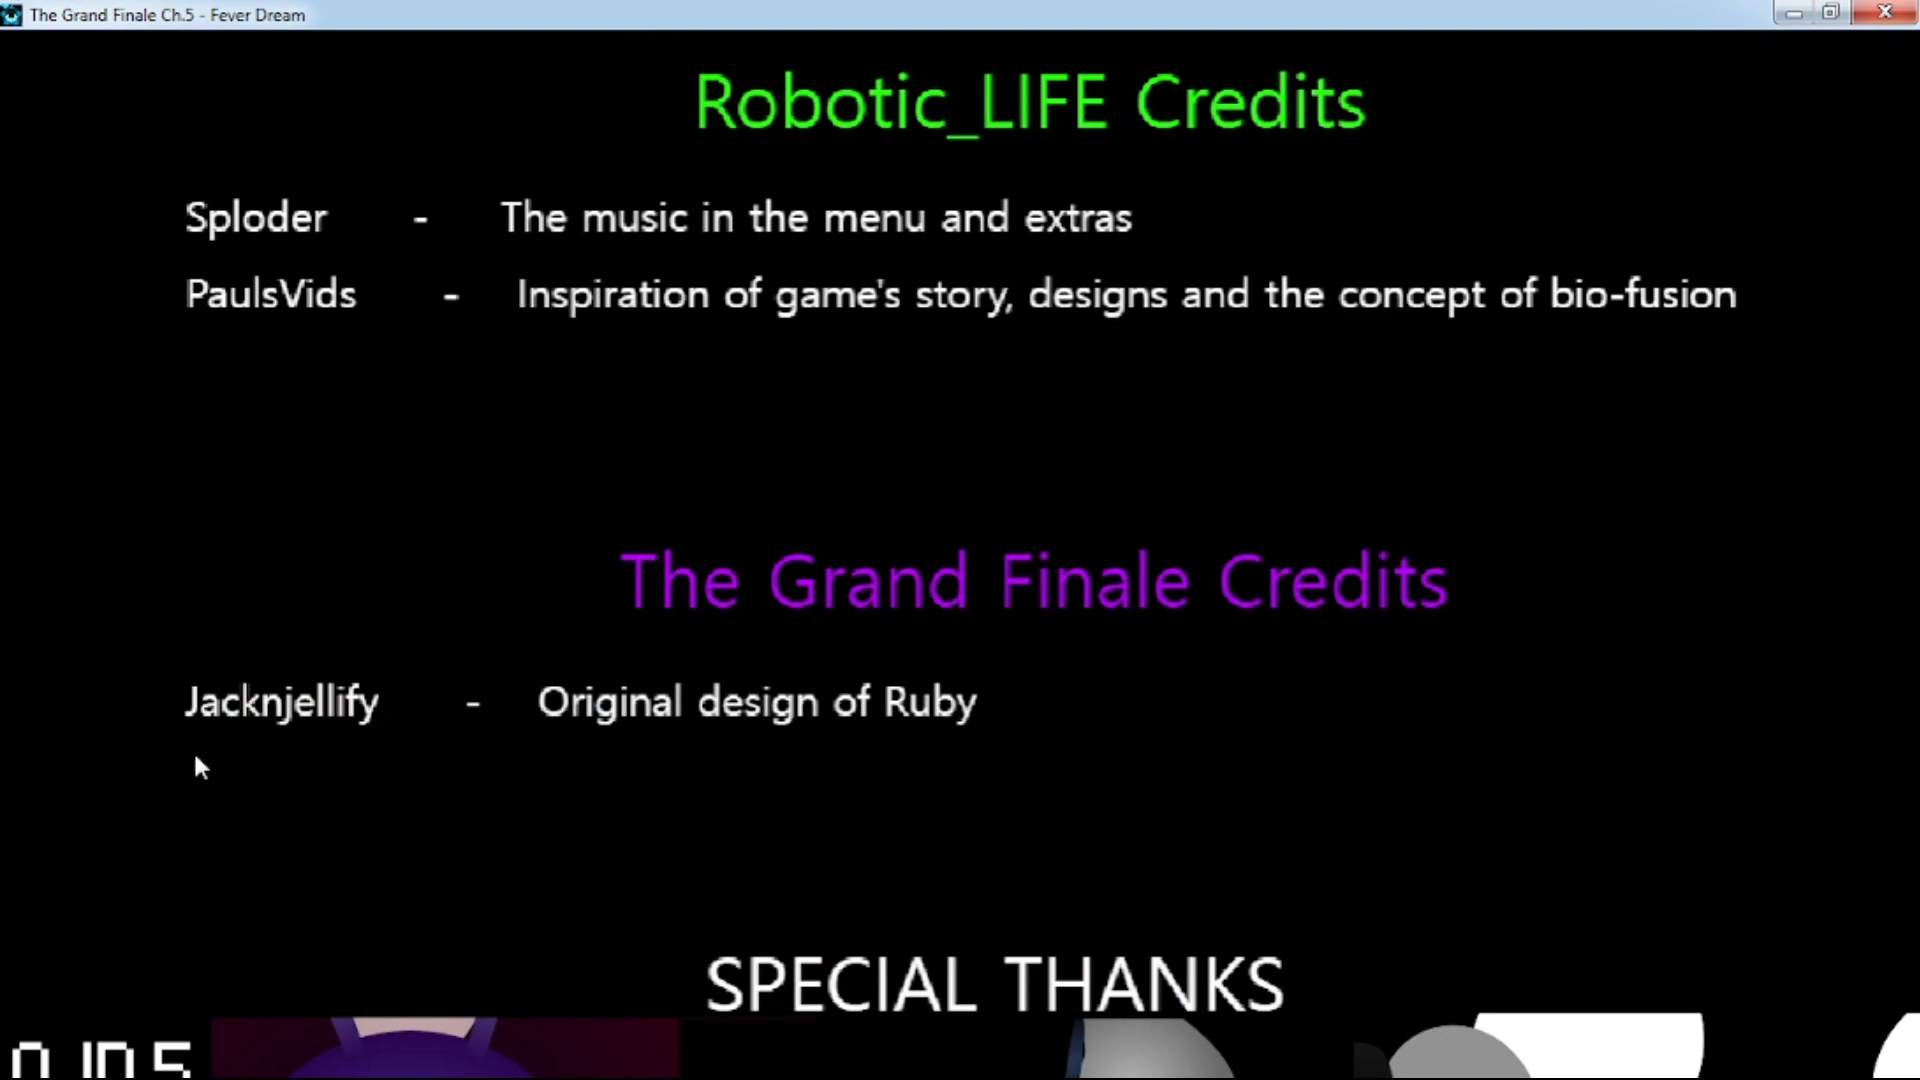 The Grand Finale Ch.5 - Fever Dream
Robotic_LIFE Credits
Sploder - The music in the menu and extras
PaulsVids - Inspiration of game's story, designs and the concept of bio-fusion
The Grand Finale Credits
Jacknjellify - Original design of Ruby
SPECIAL THANKS